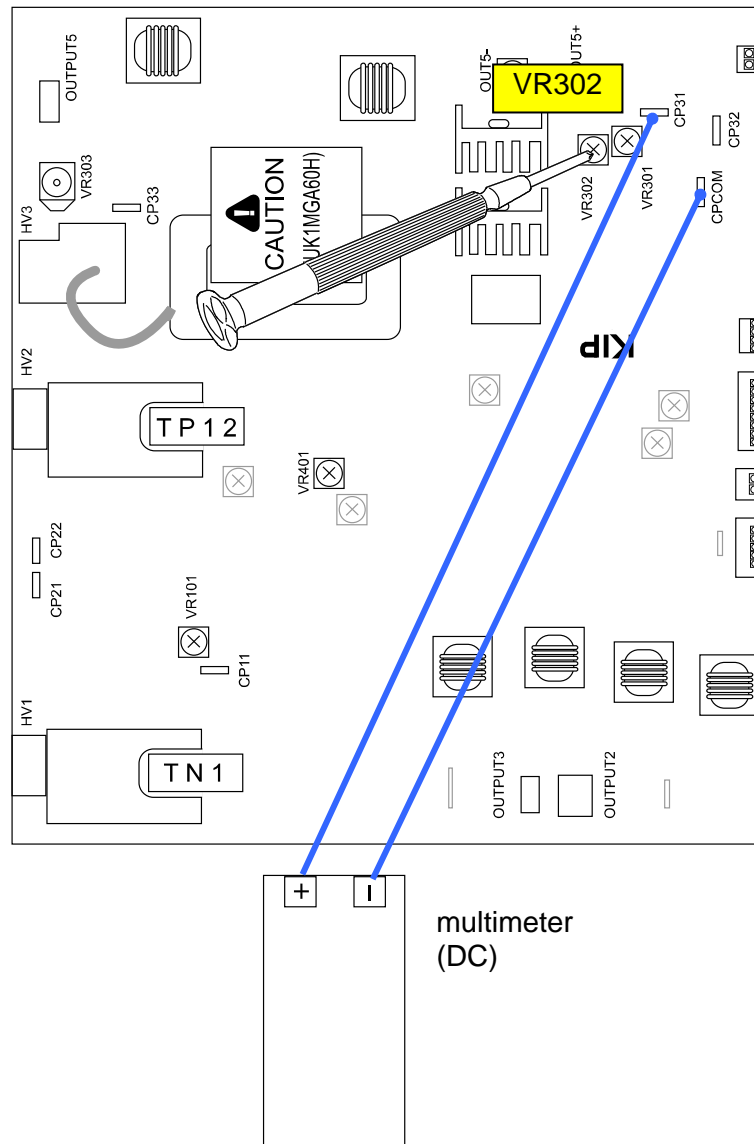 OUTPUT5
OUT5-
OUT5+
VR302
CP31
CP32
VR303
CP33
HV3
CAUTION
UK1MGA60H)
VR302
VR301
CPCOM
KIP
HV2
TP12
VR401
CP22
CP21
VR101
CP11
HV1
TN1
OUTPUT3
OUTPUT2
+
−
multimeter
(DC)